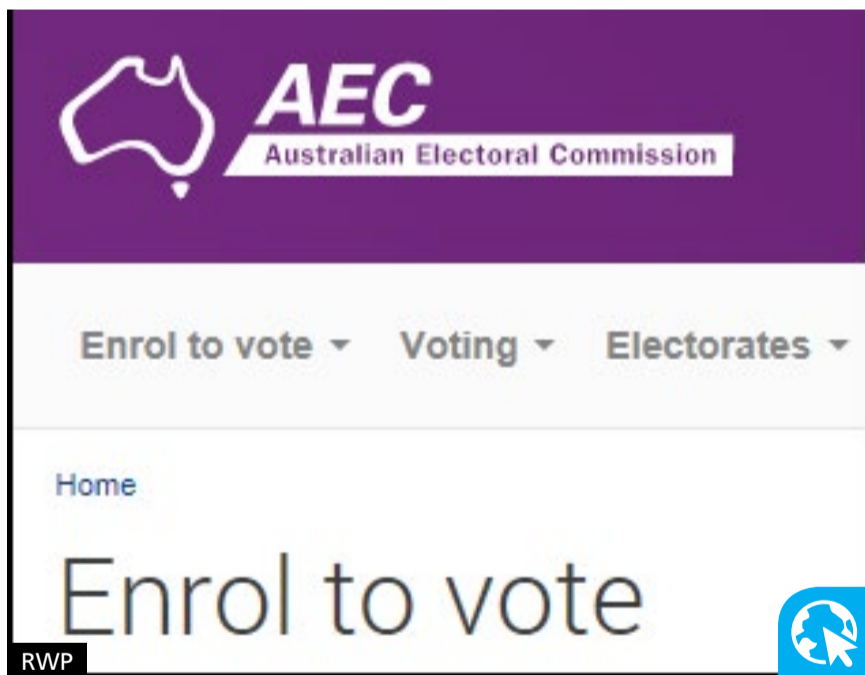 AEC
Australian Electoral Commission
Enrol to vote Voting Electorates
Home
Enrol to vote
RWP